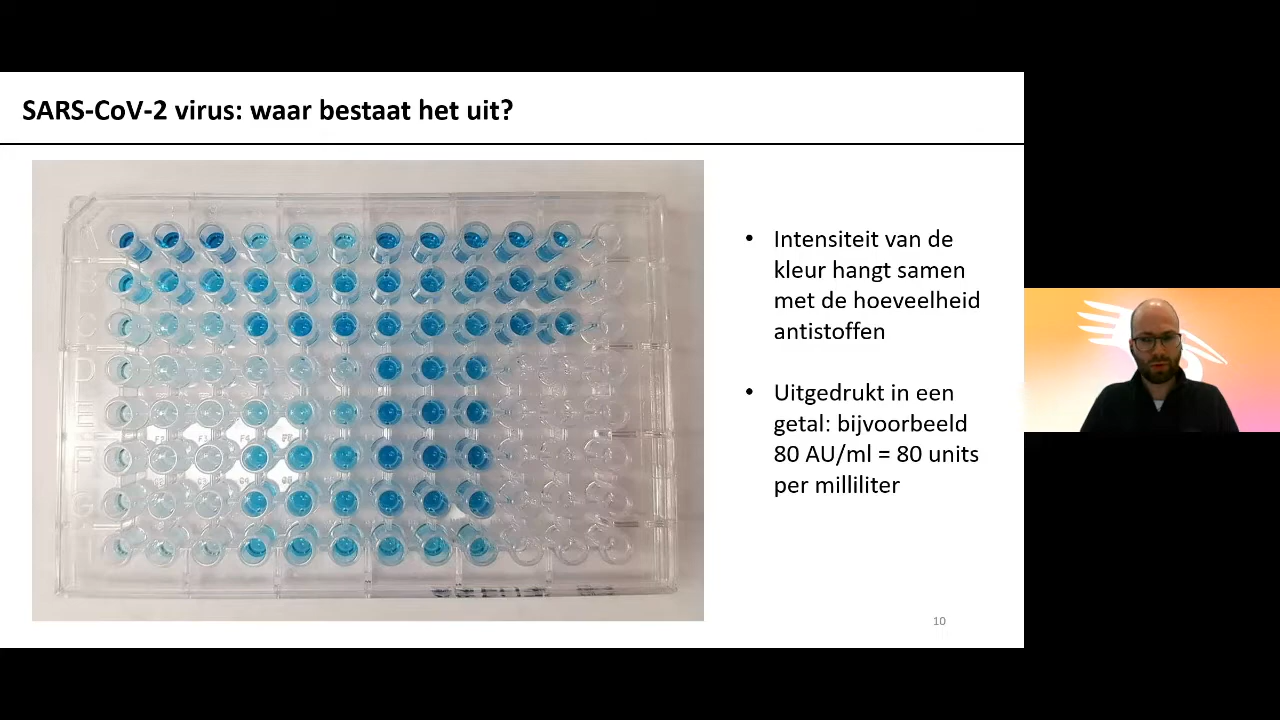 SARS-CoV-2 virus: waar bestaat het uit?
• Intensiteit van de
kleur hangt samen
met de hoeveelheid
antistoffen
• Uitgedrukt in een
getal: bijvoorbeeld
80 AU/ml = 80 units
per milliliter
D
E
F
G
10